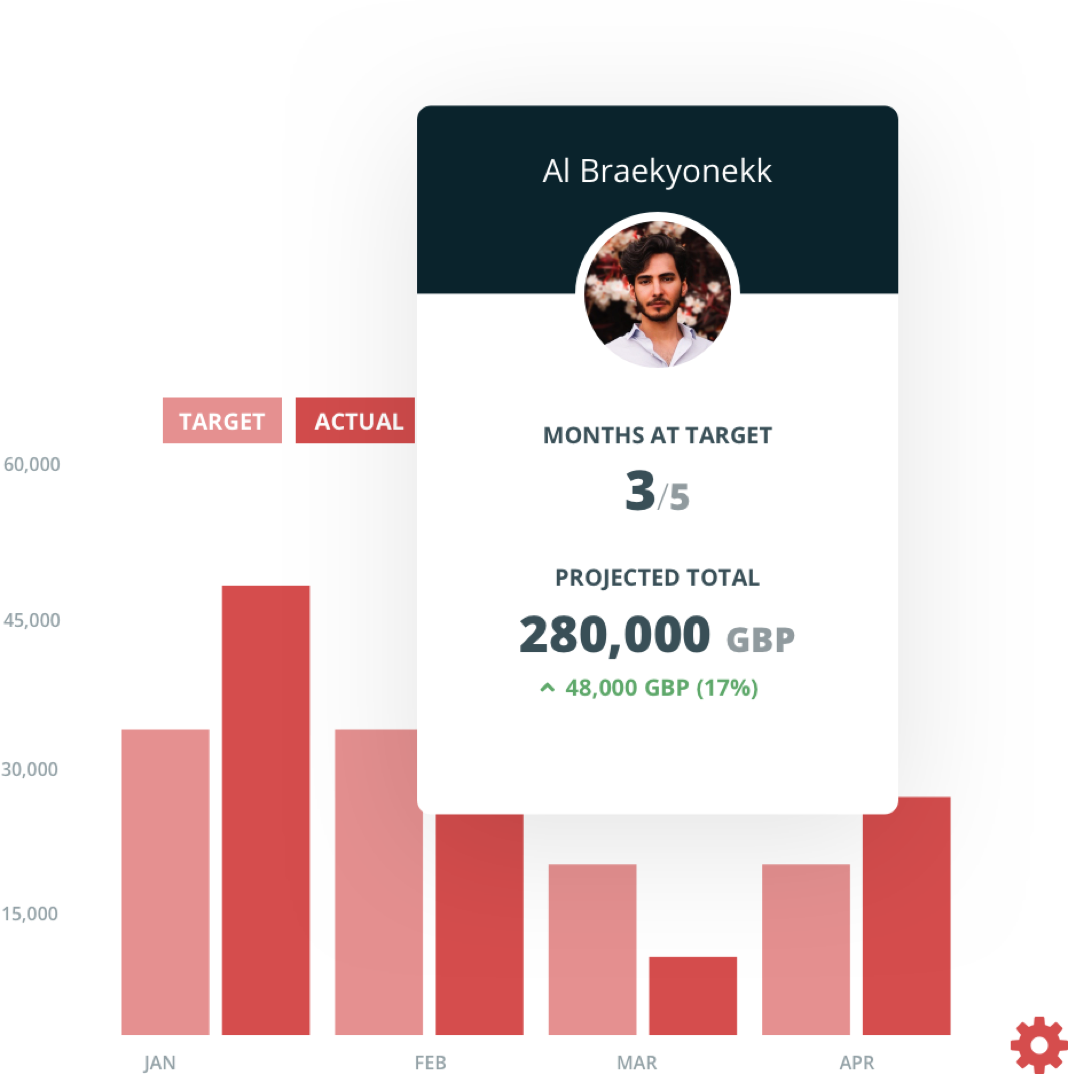 Al Braekyonekk
TARGET ACTUAL
MONTHS AT TARGET
3/5
PROJECTED TOTAL
280,000 GBP
48,000 GBP (17%)
60,000
45,000
30,000
15,000
JAN FEB MAR APR